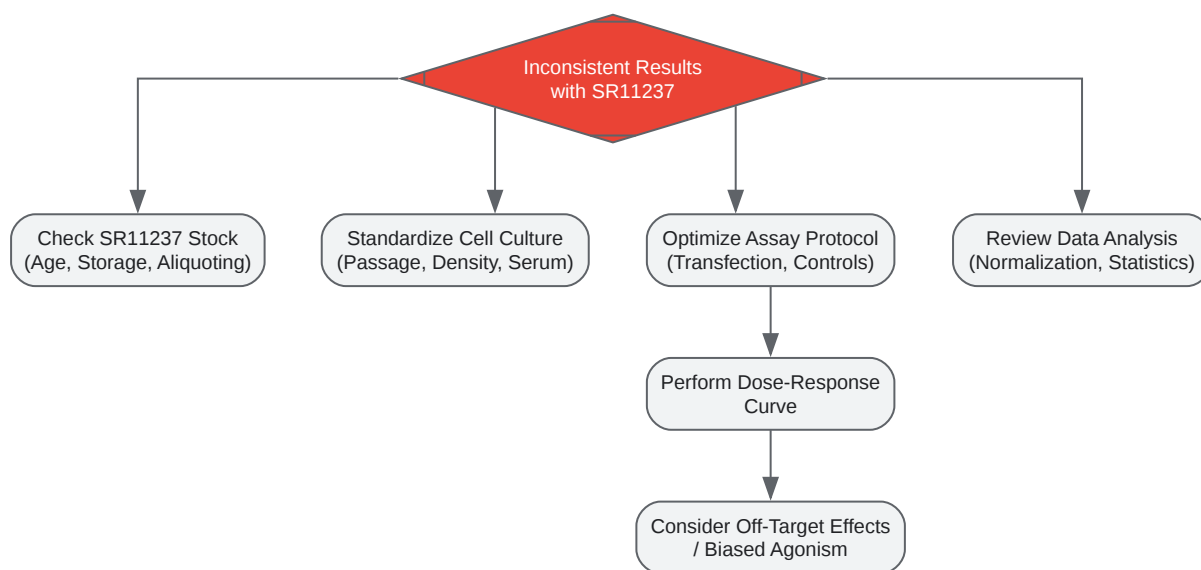 Inconsistent Results
with SR11237
Check SR11237 Stock
(Age, Storage, Aliquoting)
Standardize Cell Culture
(Passage, Density, Serum)
Optimize Assay Protocol
(Transfection, Controls)
Review Data Analysis
(Normalization, Statistics)
Perform Dose-Response
Curve
Consider Off-Target Effects
/ Biased Agonism